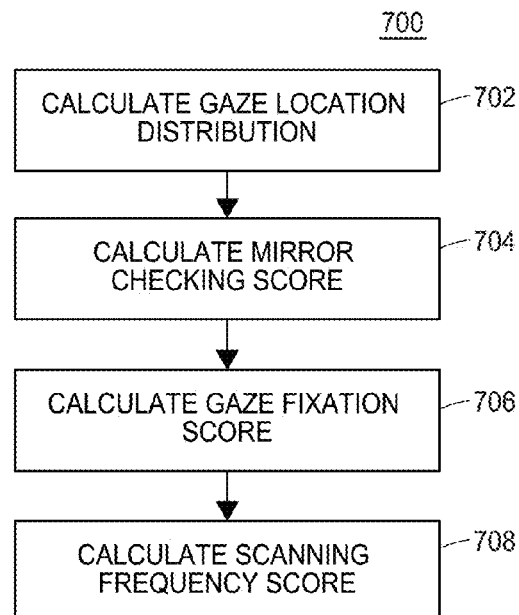 700
CALCULATE GAZE LOCATION
DISTRIBUTION
702
CALCULATE MIRROR
CHECKING SCORE
704
CALCULATE GAZE FIXATION
SCORE
706
CALCULATE SCANNING
FREQUENCY SCORE
708